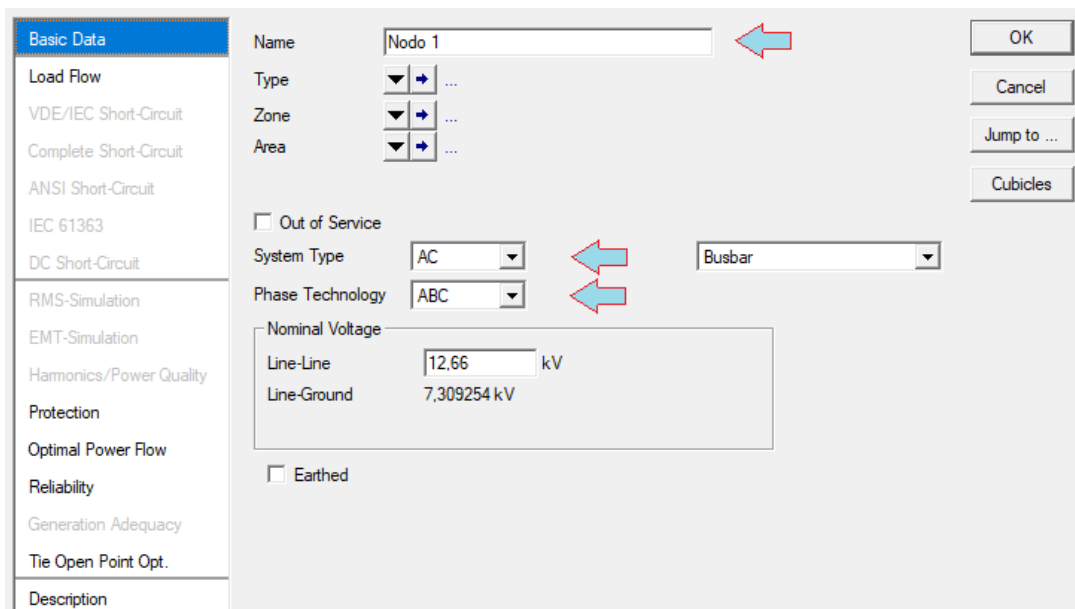 Basic Data
Load Flow
VDE/IEC Short-Circuit
Complete Short-Circuit
ANSI Short-Circuit
IEC 61363
DC Short-Circuit
RMS-Simulation
EMT-Simulation
Harmonics/Power Quality
Protection
Optimal Power Flow
Reliability
Generation Adequacy
Tie Open Point Opt.
Description
Name Nodo 1
Type ...
Zone ...
Area ...
Out of Service
System Type AC Busbar
Phase Technology ABC
Nominal Voltage
Line-Line 12,66 kV
Line-Ground 7,309254 kV
Earthed
OK
Cancel
Jump to ...
Cubicles